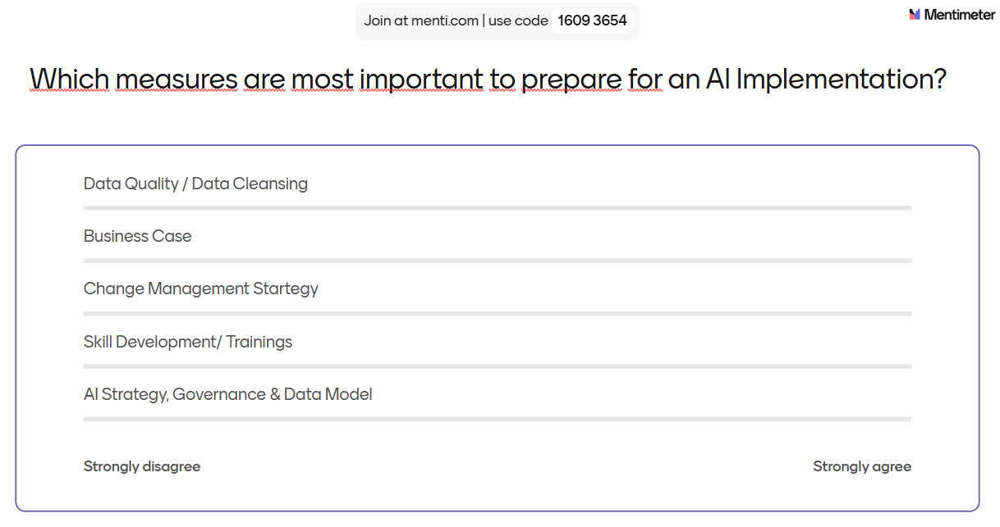 Join at menti.com | use code 1609 3654
Mentimeter
Which measures are most important to prepare for an AI Implementation?
Data Quality / Data Cleansing
Business Case
Change Management Startegy
Skill Development/ Trainings
AI Strategy, Governance & Data Model
Strongly disagree
Strongly agree